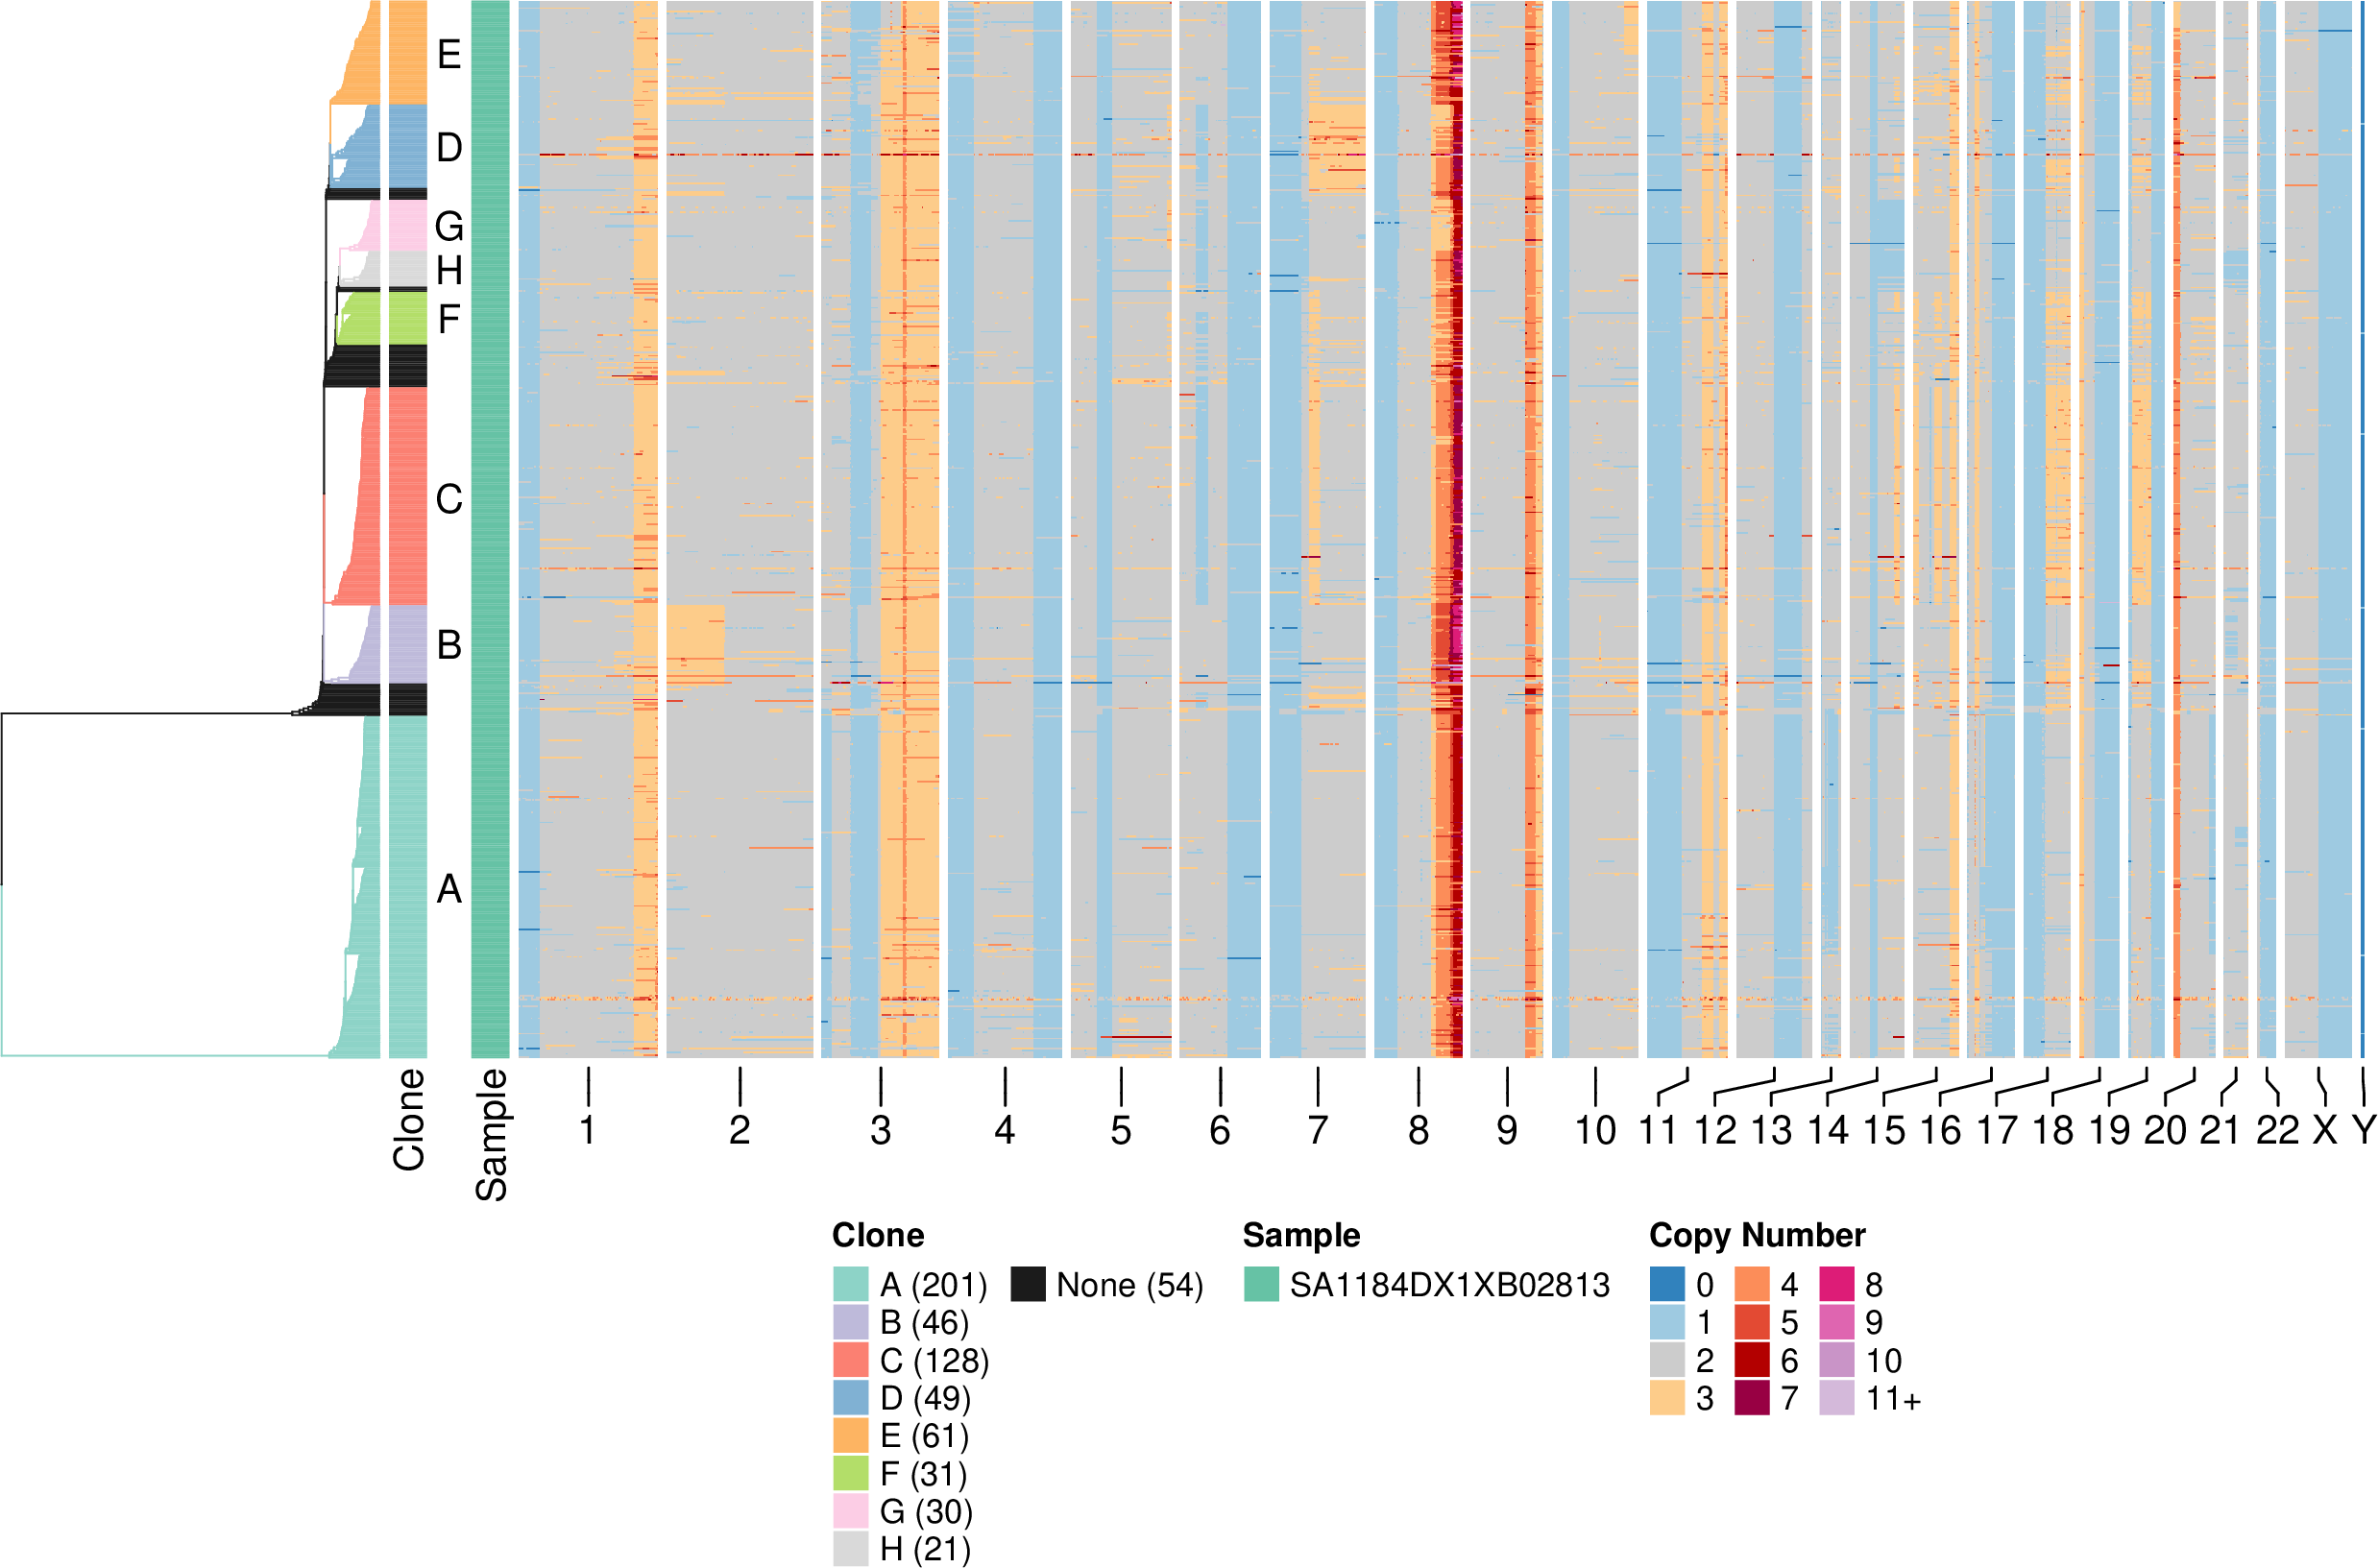 E
D
G
H
F
C
B
A
Clone
Sample
1 2 3 4 5 6 7 8 9 10 11 12 13 14 15 16 17 18 19 20 21 22 X Y
Clone Sample Copy Number
A (201) None (54) SA1184DX1XB02813 0 4 8
B (46) 1 5 9
C (128) 2 6 10
D (49) 3 7 11+
E (61)
F (31)
G (30)
H (21)